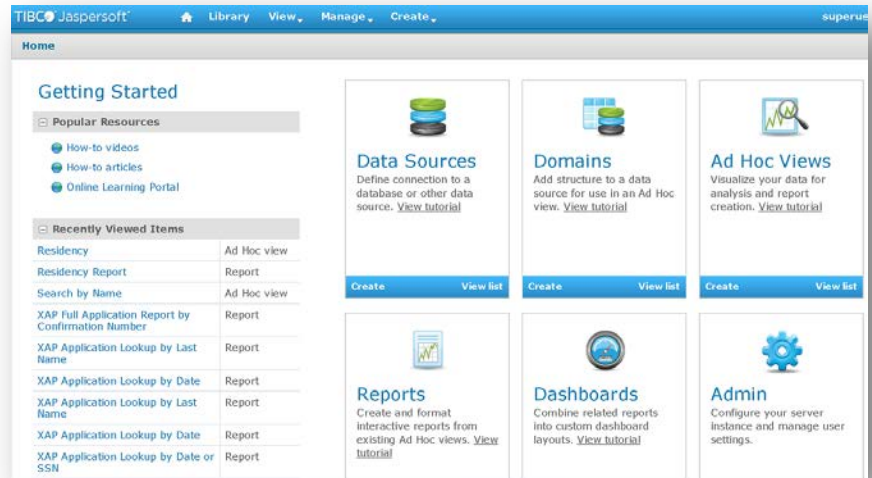 TIBCO Jaspersoft Library View Manage Create superus
Home
Getting Started
Popular Resources
How-to videos
How-to articles
Online Learning Portal
Recently Viewed Items
Residency Ad Hoc view
Residency Report Report
Search by Name Ad Hoc view
XAP Full Application Report by Report
Confirmation Number
XAP Application Lookup by Last Report
Name
XAP Application Lookup by Date Report
XAP Application Lookup by Last Report
Name
XAP Application Lookup by Date Report
XAP Application Lookup by Date or Report
SSN
Data Sources
Define connection to a
database or other data
source. View tutorial
Create View list
Domains
Add structure to a data
source for use in an Ad Hoc
view. View tutorial
Create View list
Ad Hoc Views
Visualize your data for
analysis and report
creation. View tutorial
Create View list
Reports
Create and format
interactive reports from
existing Ad Hoc views. View
tutorial
Dashboards
Combine related reports
into custom dashboard
layouts. View tutorial
Admin
Configure your server
instance and manage user
settings.